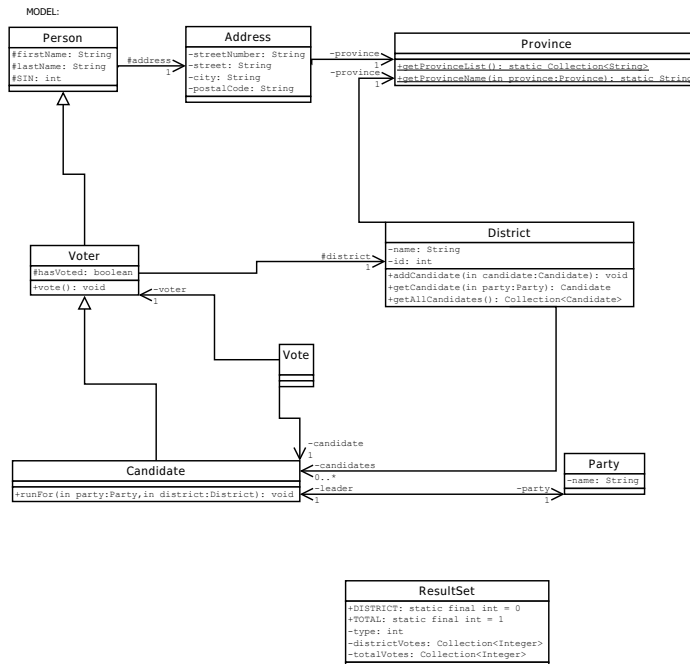 MODEL:
Person
#firstName: String
#lastName: String
#SIN: int
#address
1
Address
-streetNumber: String
-street: String
-city: String
-postalCode: String
-province
1
-province
1
Province
+getProvinceList(): static Collection<String>
+getProvinceName(in province:Province): static String
Voter
#hasVoted: boolean
+vote(): void
#district
1
District
-name: String
-id: int
+addCandidate(in candidate:Candidate): void
+getCandidate(in party:Party): Candidate
+getAllCandidates(): Collection<Candidate>
-voter
1
Vote
-candidate
1
Candidate
+runFor(in party:Party,in district:District): void
-candidates
0..*
-leader
1
-party
1
Party
-name: String
ResultSet
+DISTRICT: static final int = 0
+TOTAL: static final int = 1
-type: int
-districtVotes: Collection<Integer>
-totalVotes: Collection<Integer>